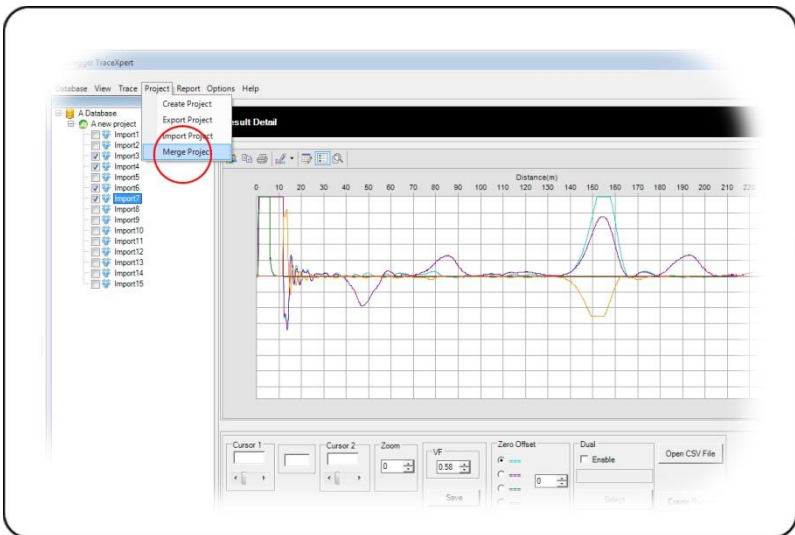 TraceXpert
Database View Trace Project Report Options Help
Create Project
Export Project
Import Project
Merge Project
A Database
A new project
Import1
Import2
Import3
Import4
Import5
Import6
Import7
Import8
Import9
Import10
Import11
Import12
Import13
Import14
Import15
Result Detail
Distance(m)
0 10 20 30 40 50 60 70 80 90 100 110 120 130 140 150 160 170 180 190 200 210 220
Cursor 1
Cursor 2
Zoom
0
VF
0.58
Save
Zero Offset
0
Dual
Enable
Select
Open CSV File